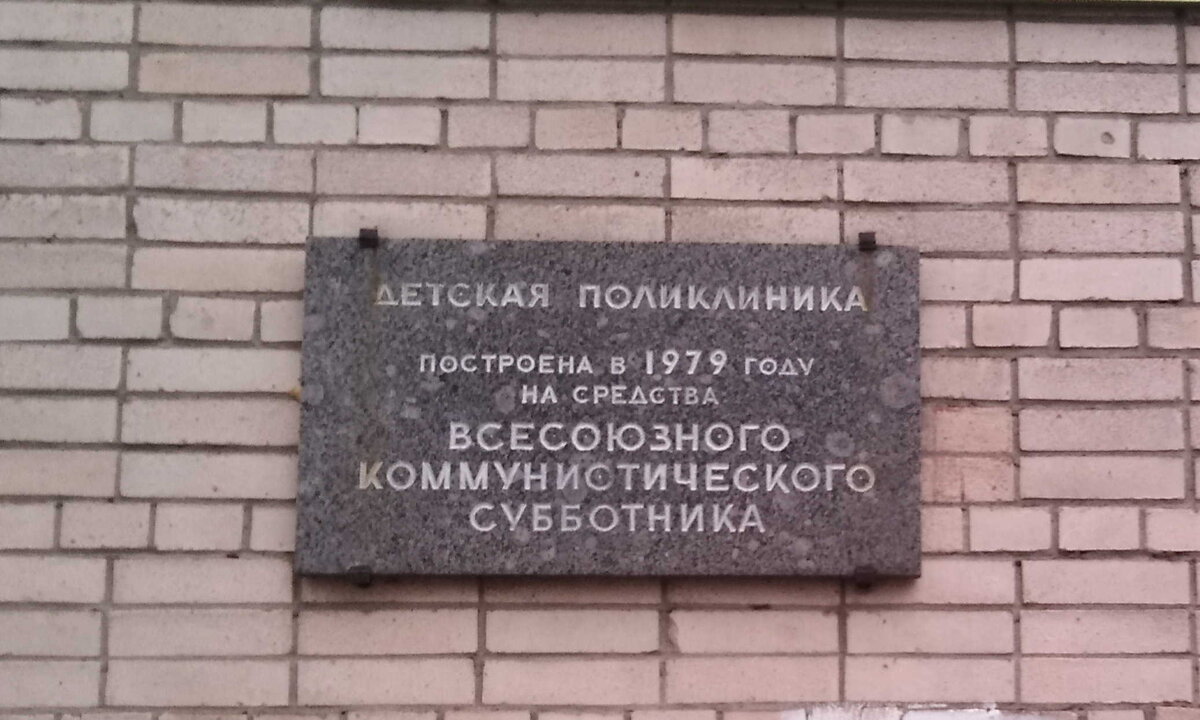 ДЕТСКАЯ ПОЛИКЛИНИКА
ПОСТРОЕНА В 1979 ГОДУ
НА СРЕДСТВА
ВСЕСОЮЗНОГО
КОММУНИСТИЧЕСКОГО
СУББОТНИКА